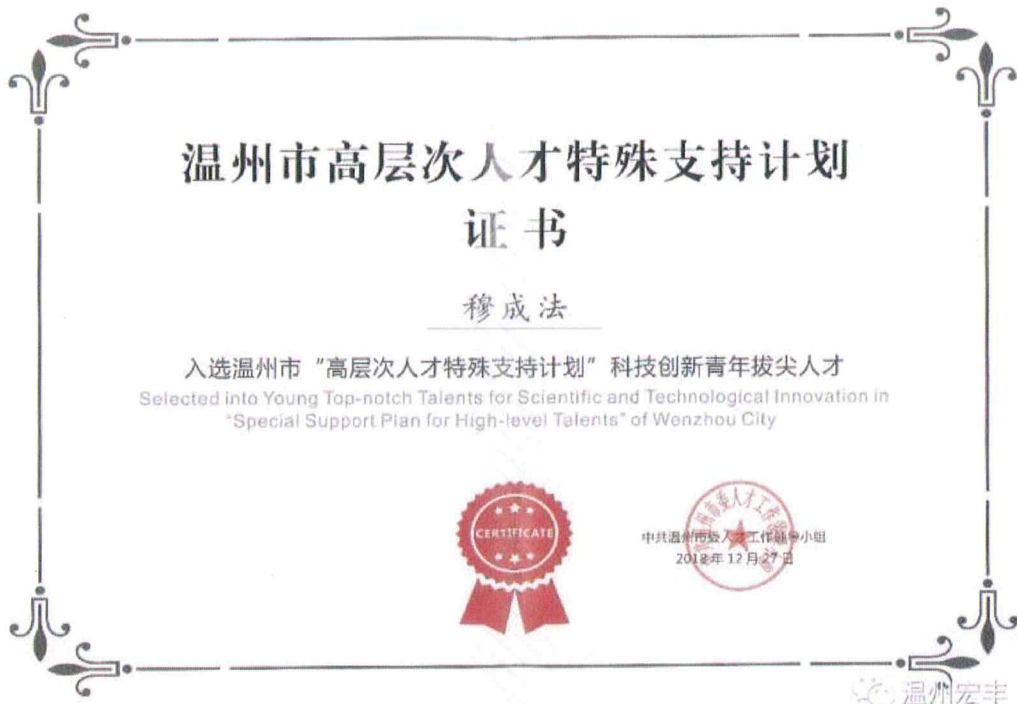 温州市高层次人才特殊支持计划
证书
穆成法
入选温州市“高层次人才特殊支持计划”科技创新青年拔尖人才
Selected into Young Top-notch Talents for Scientific and Technological Innovation in
"Special Support Plan for High-level Talents" of Wenzhou City
CERTIFICATE
中共温州市委人才工作领导小组
2018年12月27日
温州宏丰